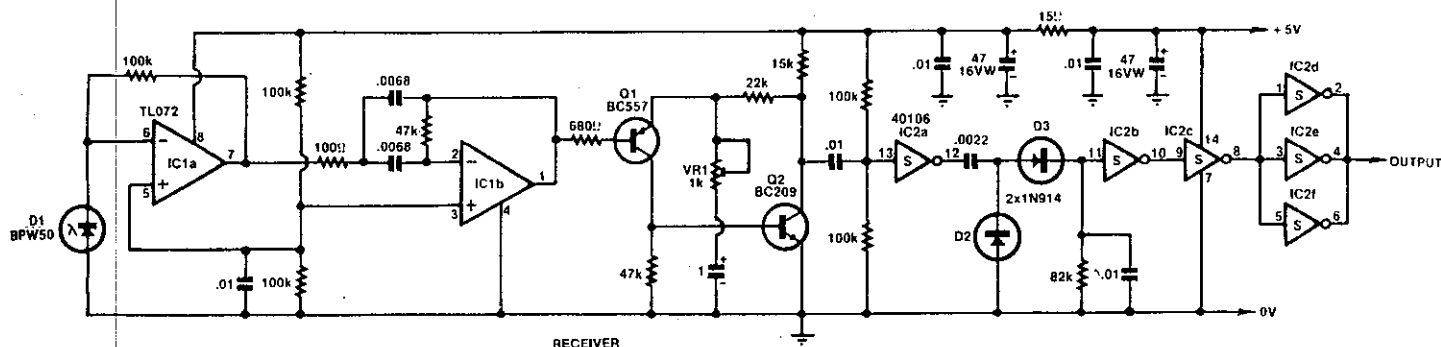 15Ω
+5V
100k
.01
47
16VW
.01
47
16VW
IC2d
1
S
2
15k
22k
100k
.0068
Q1
BC557
100k
TL072
6
8
7
IC1a
5
47k
.0068
100Ω
680Ω
2
3
IC1b
1
4
VR1
1k
Q2
BC209
.01
40106
IC2a
13
S
12
.0022
D3
2x1N914
IC2b
11
S
10
IC2c
9
S
14
8
7
IC2e
3
S
4
OUTPUT
IC2f
5
S
6
D1
BPW50
λ
.01
100k
47k
1
100k
D2
82k
.01
0V
RECEIVER